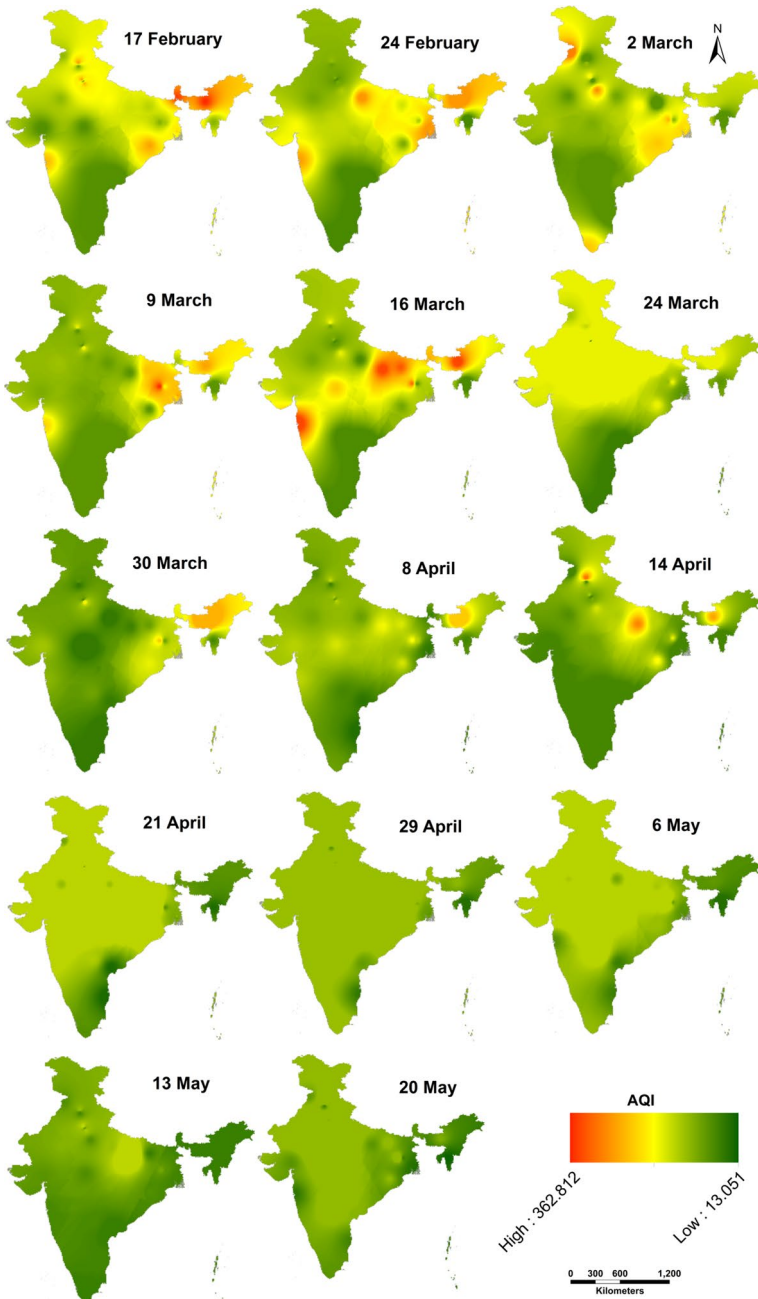 17 February
24 February
2 March
N
9 March
16 March
24 March
30 March
8 April
14 April
21 April
29 April
6 May
13 May
20 May
AQI
High : 362.812
Low : 13.051
0 300 600 1,200
Kilometers